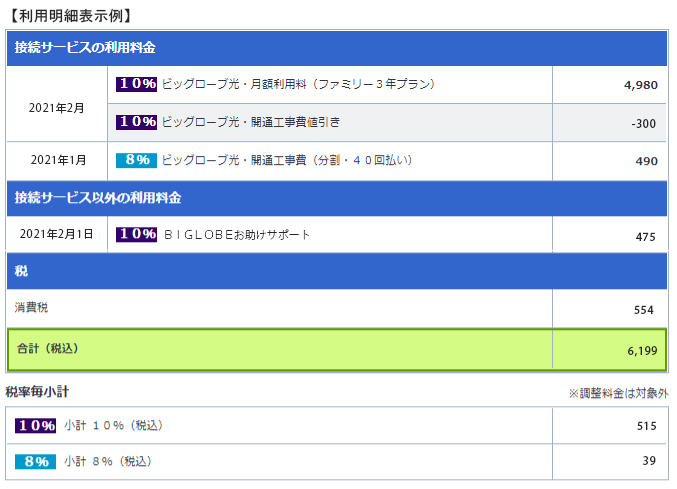 【利用明細表示例】
接続サービスの利用料金
2021年2月
10% ビッグローブ光・月額利用料（ファミリー３年プラン） 4,980
10% ビッグローブ光・開通工事費値引き -300
2021年1月 8% ビッグローブ光・開通工事費（分割・４０回払い） 490
接続サービス以外の利用料金
2021年2月1日 10% ＢＩＧＬＯＢＥお助けサポート 475
税
消費税 554
合計（税込） 6,199
税率毎小計 ※調整料金は対象外
10% 小計 １０％（税込） 515
8% 小計 ８％（税込） 39